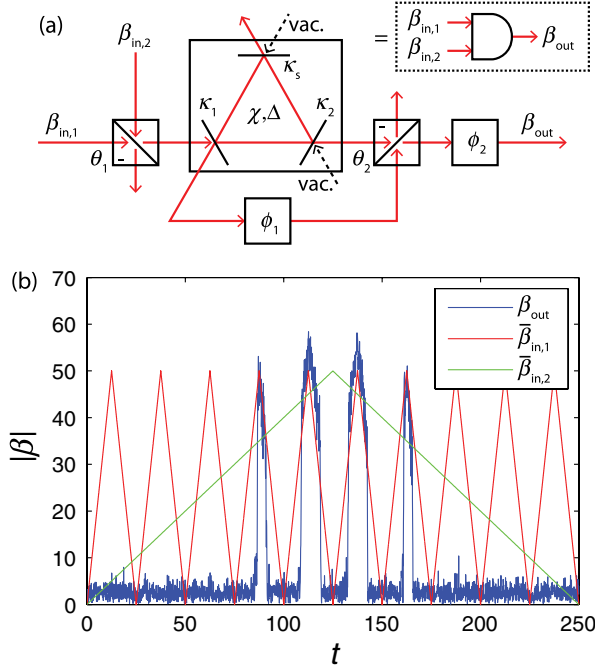 (a)
β_in,2
vac.
= β_in,1
β_in,2
β_out
κ_s
κ_1
κ_2
χ,Δ
β_in,1
θ_1
-
vac.
θ_2
-
ϕ_2
β_out
ϕ_1
(b)
70
60
50
40
30
20
10
0
|β|
β_out
β̄_in,1
β̄_in,2
0 50 100 150 200 250
t